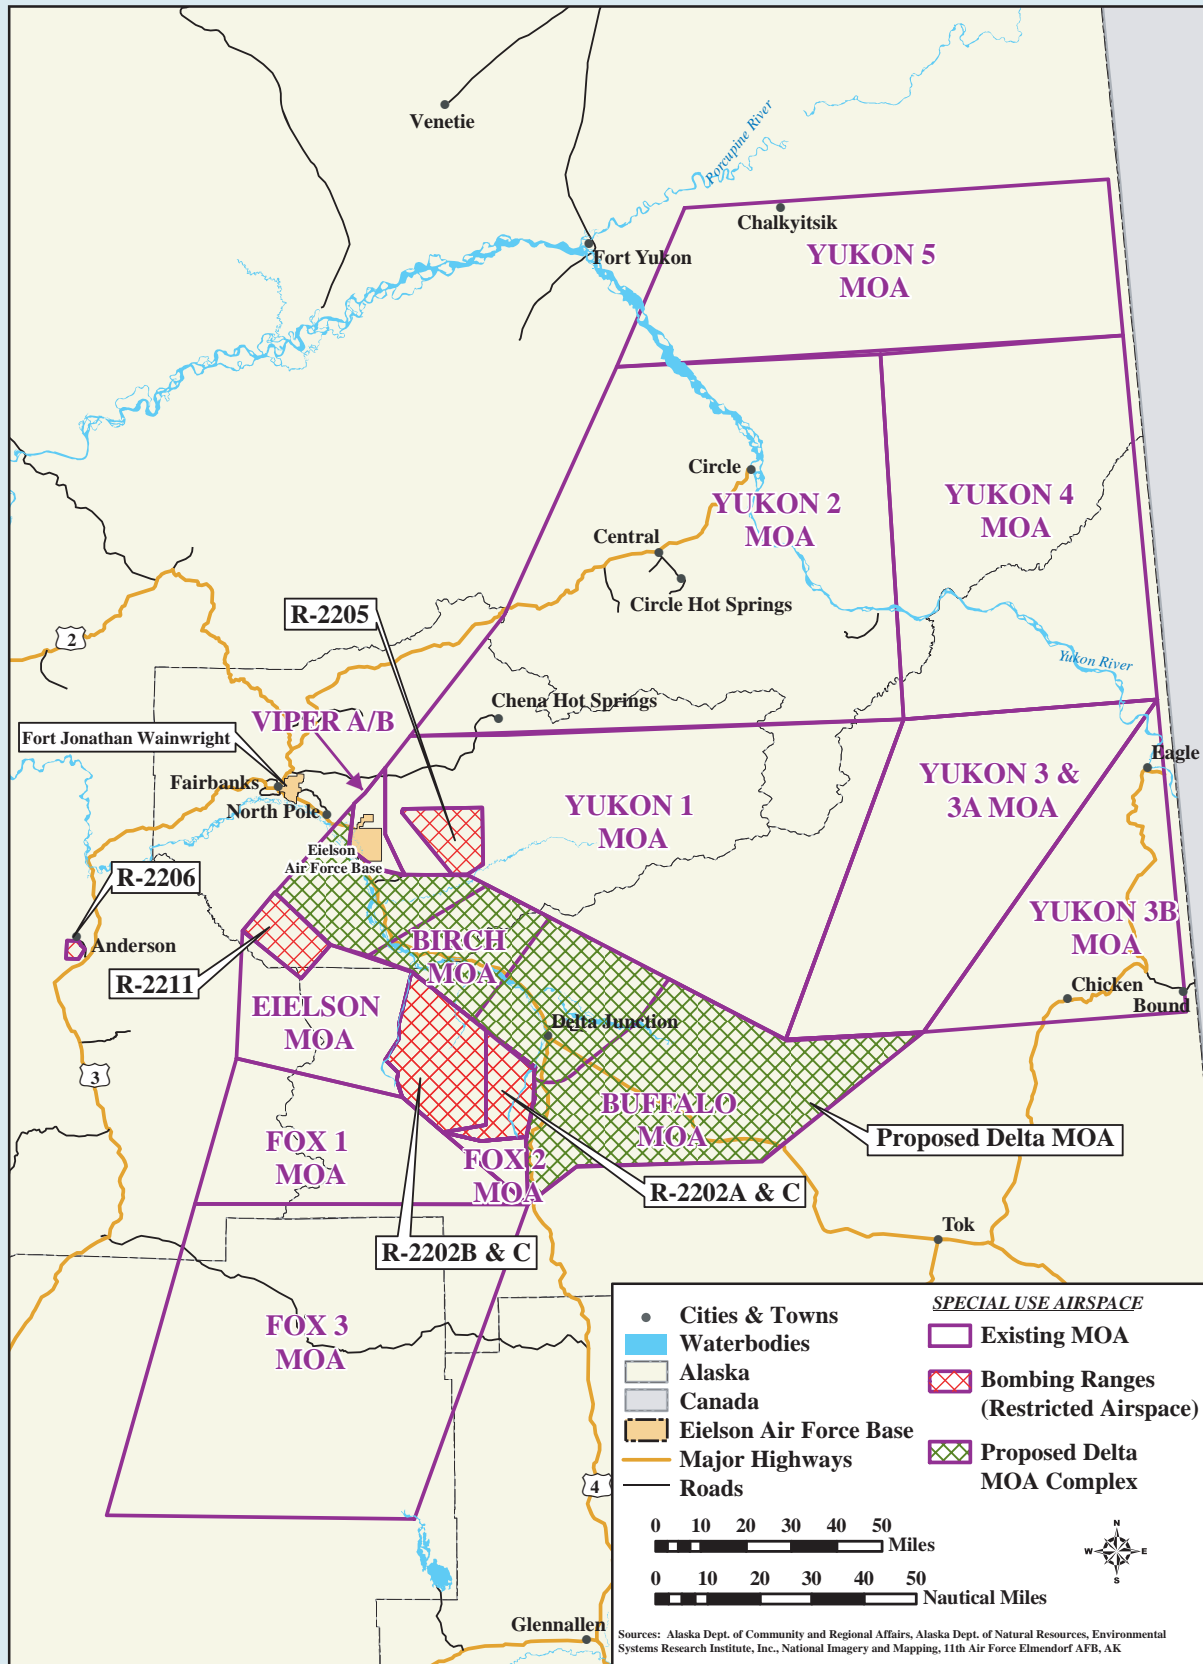 Venetie
Porcupine River
Chalkyitsik
Fort Yukon
YUKON 5
MOA
Circle
YUKON 2
MOA
YUKON 4
MOA
Central
Circle Hot Springs
R-2205
2
Yukon River
Chena Hot Springs
VIPER A/B
Fort Jonathan Wainwright
Eagle
Fairbanks
North Pole
YUKON 1
MOA
YUKON 3 &
3A MOA
Eielson
Air Force Base
R-2206
Anderson
YUKON 3B
MOA
BIRCH
MOA
R-2211
Chicken
Bound
EIELSON
MOA
Delta Junction
3
BUFFALO
MOA
Proposed Delta MOA
FOX 1
MOA
FOX 2
MOA
R-2202A & C
Tok
R-2202B & C
FOX 3
MOA
4
Glennallen
Cities & Towns
Waterbodies
Alaska
Canada
Eielson Air Force Base
Major Highways
Roads
SPECIAL USE AIRSPACE
Existing MOA
Bombing Ranges
(Restricted Airspace)
Proposed Delta
MOA Complex
0 10 20 30 40 50
Miles
0 10 20 30 40 50
Nautical Miles
N
W E
S
Sources: Alaska Dept. of Community and Regional Affairs, Alaska Dept. of Natural Resources, Environmental
Systems Research Institute, Inc., National Imagery and Mapping, 11th Air Force Elmendorf AFB, AK